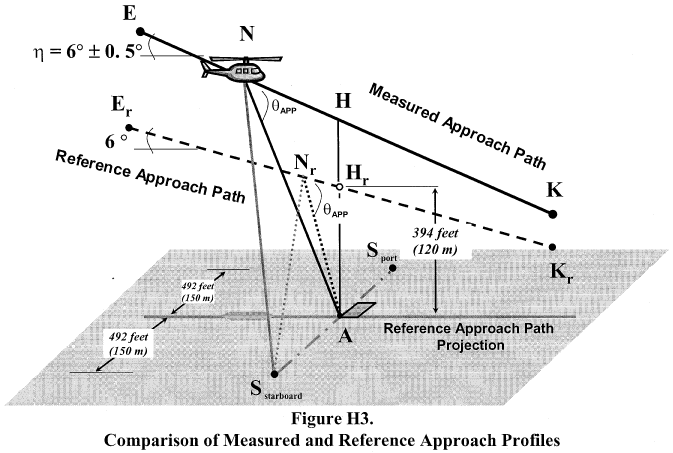 E
N
η = 6° ± 0.5°
θAPP
H
Measured Approach Path
Er
6°
Reference Approach Path
Nr
Hr
θAPP
K
394 feet
(120 m)
Sport
Kr
492 feet
(150 m)
492 feet
(150 m)
A
Reference Approach Path
Projection
Sstarboard
Figure H3.
Comparison of Measured and Reference Approach Profiles